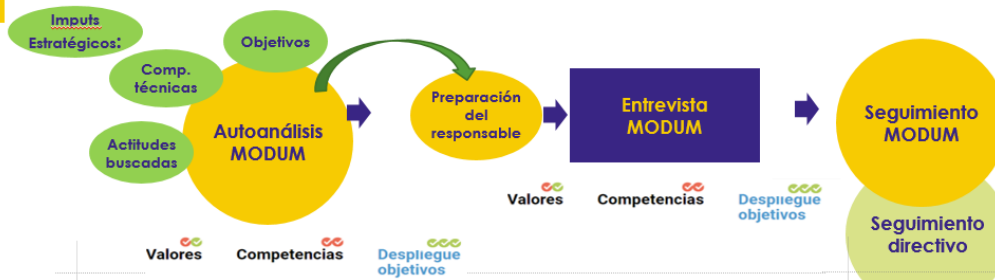 Imputs
Estratégicos:
Objetivos
Comp.
técnicas
Actitudes
buscadas
Autoanálisis
MODUM
Preparación
del
responsable
Entrevista
MODUM
Seguimiento
MODUM
Seguimiento
directivo
Valores
Competencias
Despliegue
objetivos
Valores
Competencias
Despliegue
objetivos